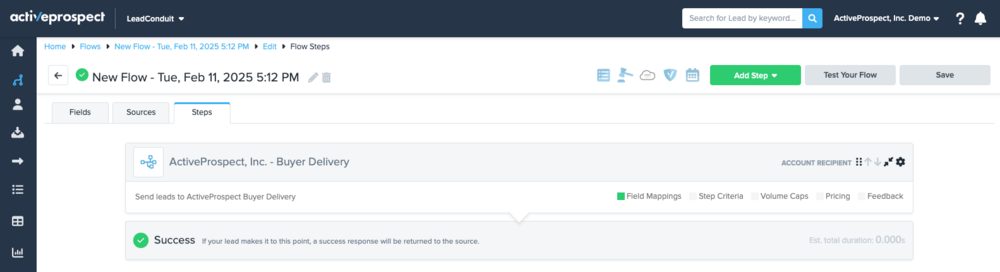 activeprospect
LeadConduit
Search for Lead by keyword...
ActiveProspect, Inc. Demo
?
Home Flows New Flow - Tue, Feb 11, 2025 5:12 PM Edit Flow Steps
New Flow - Tue, Feb 11, 2025 5:12 PM
Add Step
Test Your Flow
Save
Fields
Sources
Steps
ActiveProspect, Inc. - Buyer Delivery
ACCOUNT RECIPIENT
Send leads to ActiveProspect Buyer Delivery
Field Mappings
Step Criteria
Volume Caps
Pricing
Feedback
Success If your lead makes it to this point, a success response will be returned to the source.
Est. total duration: 0.000s